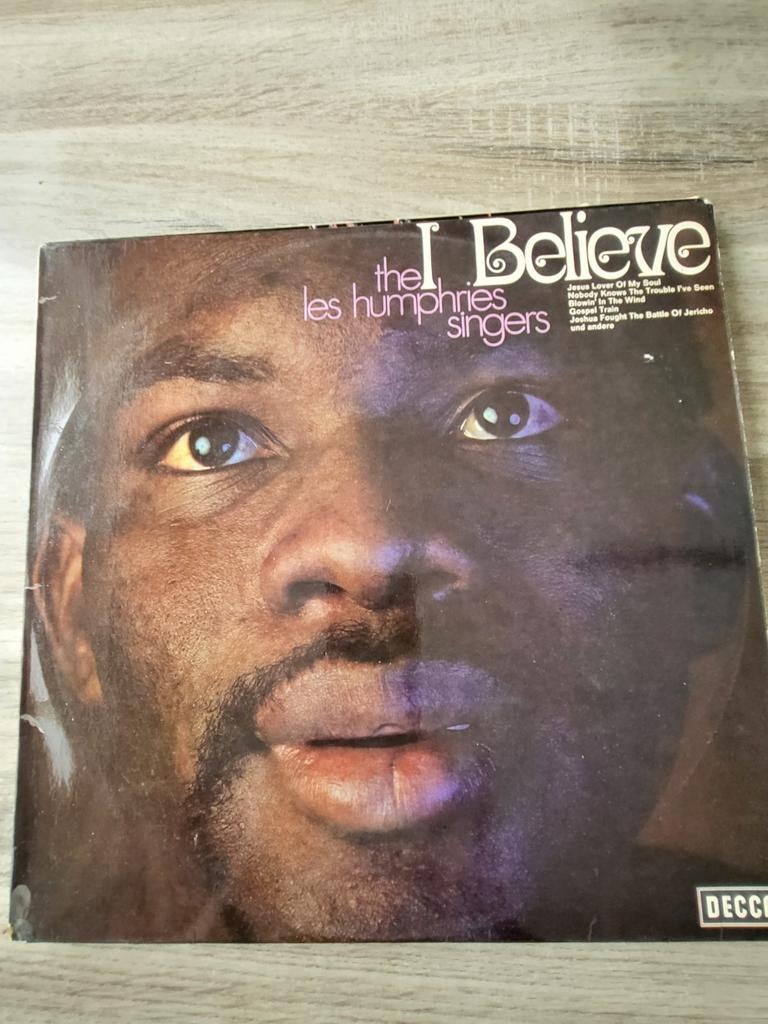 I Believe
the
les humphries
singers
Jesus Lover Of My Soul
Nobody Knows The Trouble I've Seen
Blowin' In The Wind
Gospel Train
Joshua Fought The Battle Of Jericho
und andere
DECCA